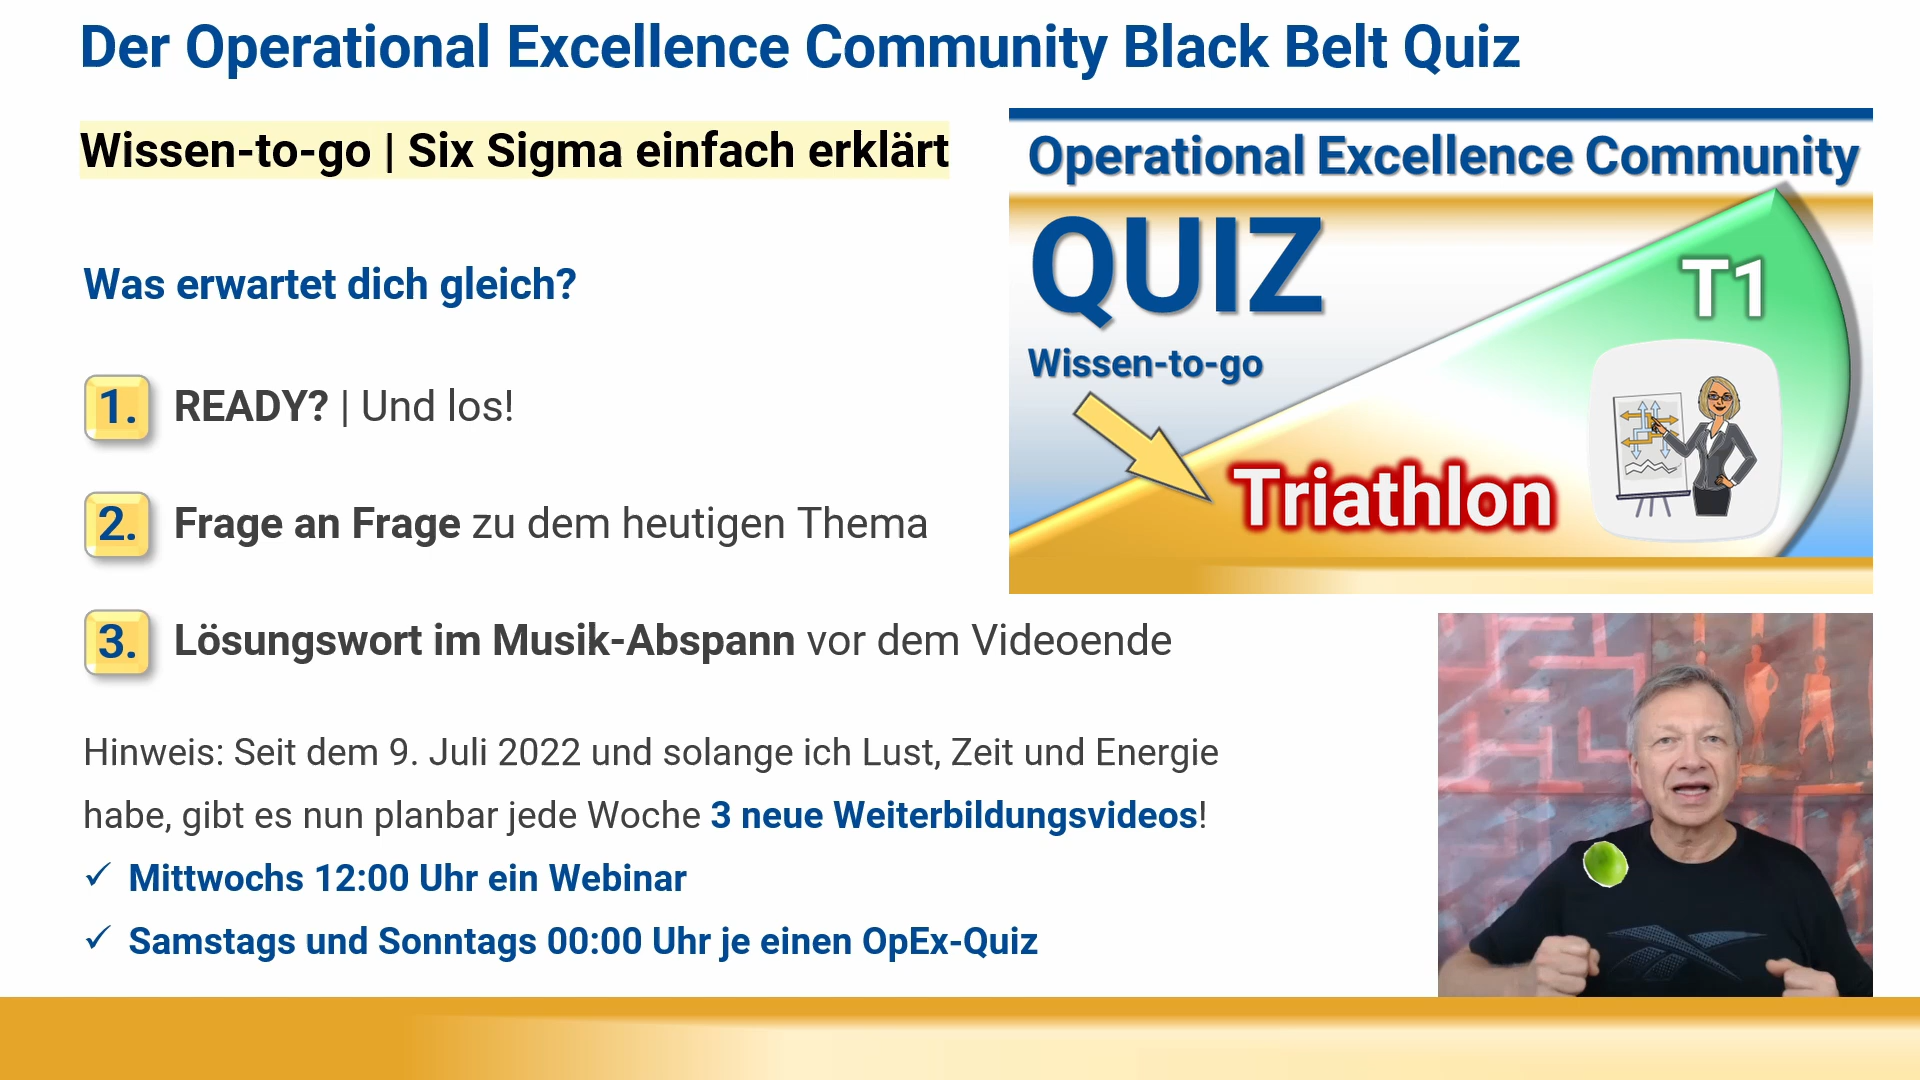 Der Operational Excellence Community Black Belt Quiz
Wissen-to-go | Six Sigma einfach erklärt
Was erwartet dich gleich?
1. READY? | Und los!
2. Frage an Frage zu dem heutigen Thema
3. Lösungswort im Musik-Abspann vor dem Videoende
Hinweis: Seit dem 9. Juli 2022 und solange ich Lust, Zeit und Energie
habe, gibt es nun planbar jede Woche 3 neue Weiterbildungsvideos!
✓ Mittwochs 12:00 Uhr ein Webinar
✓ Samstags und Sonntags 00:00 Uhr je einen OpEx-Quiz
Operational Excellence Community
QUIZ
T1
Wissen-to-go
Triathlon